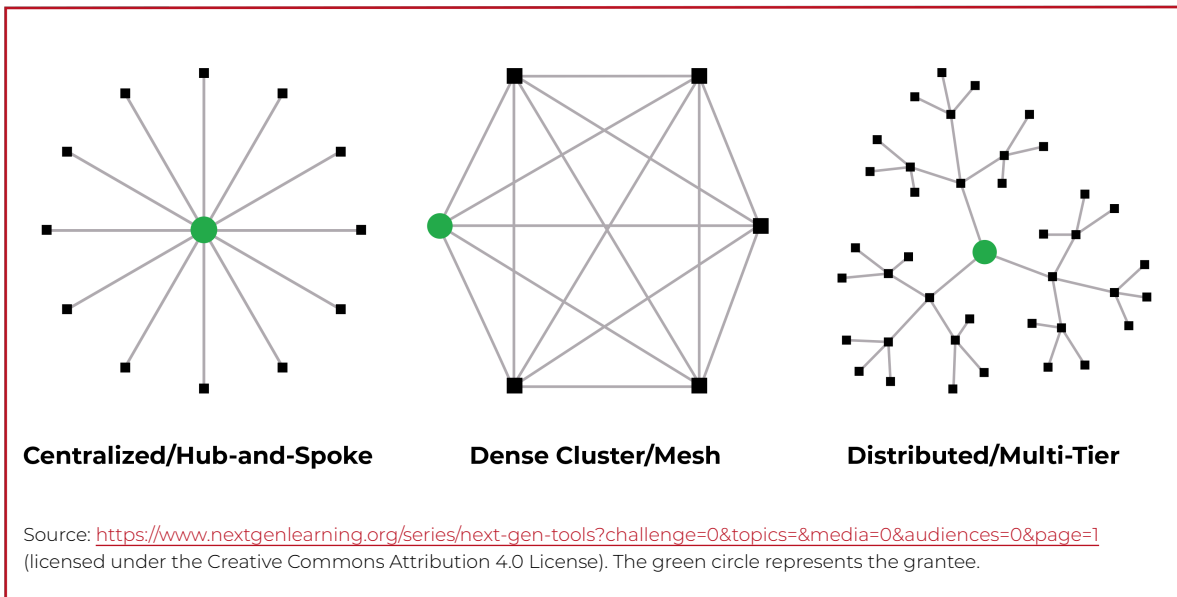 Centralized/Hub-and-Spoke
Dense Cluster/Mesh
Distributed/Multi-Tier
Source: https://www.nextgenlearning.org/series/next-gen-tools?challenge=0&topics=&media=0&audiences=0&page=1
(licensed under the Creative Commons Attribution 4.0 License). The green circle represents the grantee.